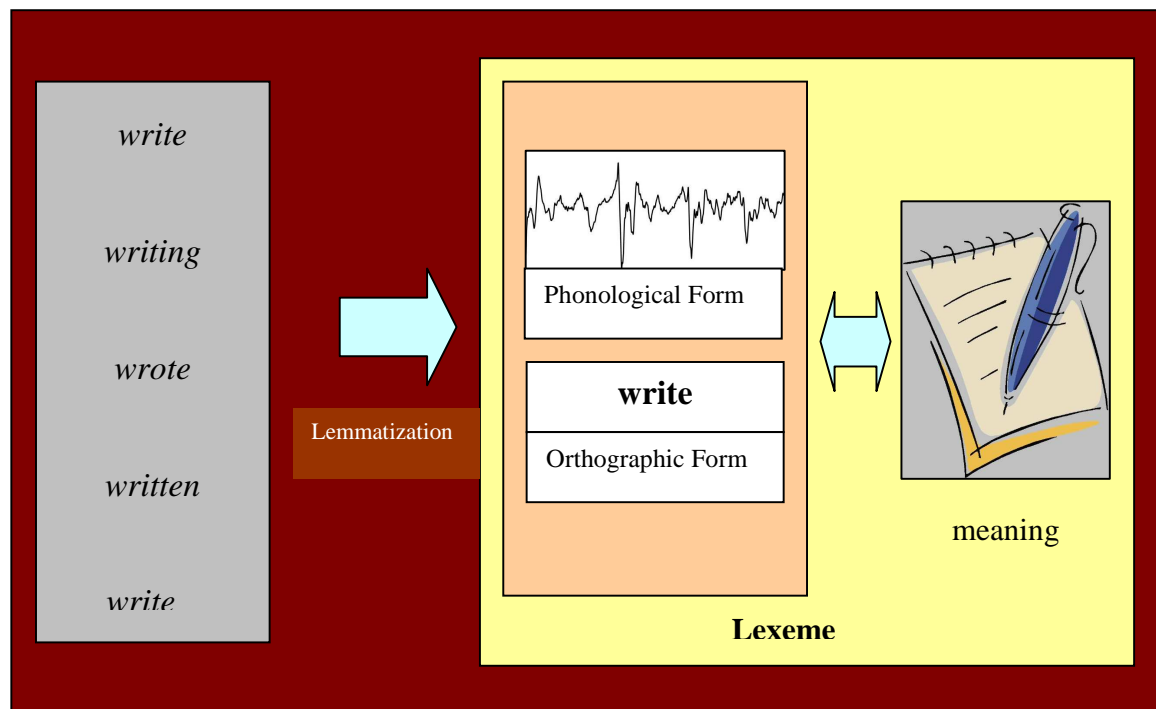 write
writing
wrote
written
write
Lemmatization
Phonological Form
write
Orthographic Form
Lexeme
meaning